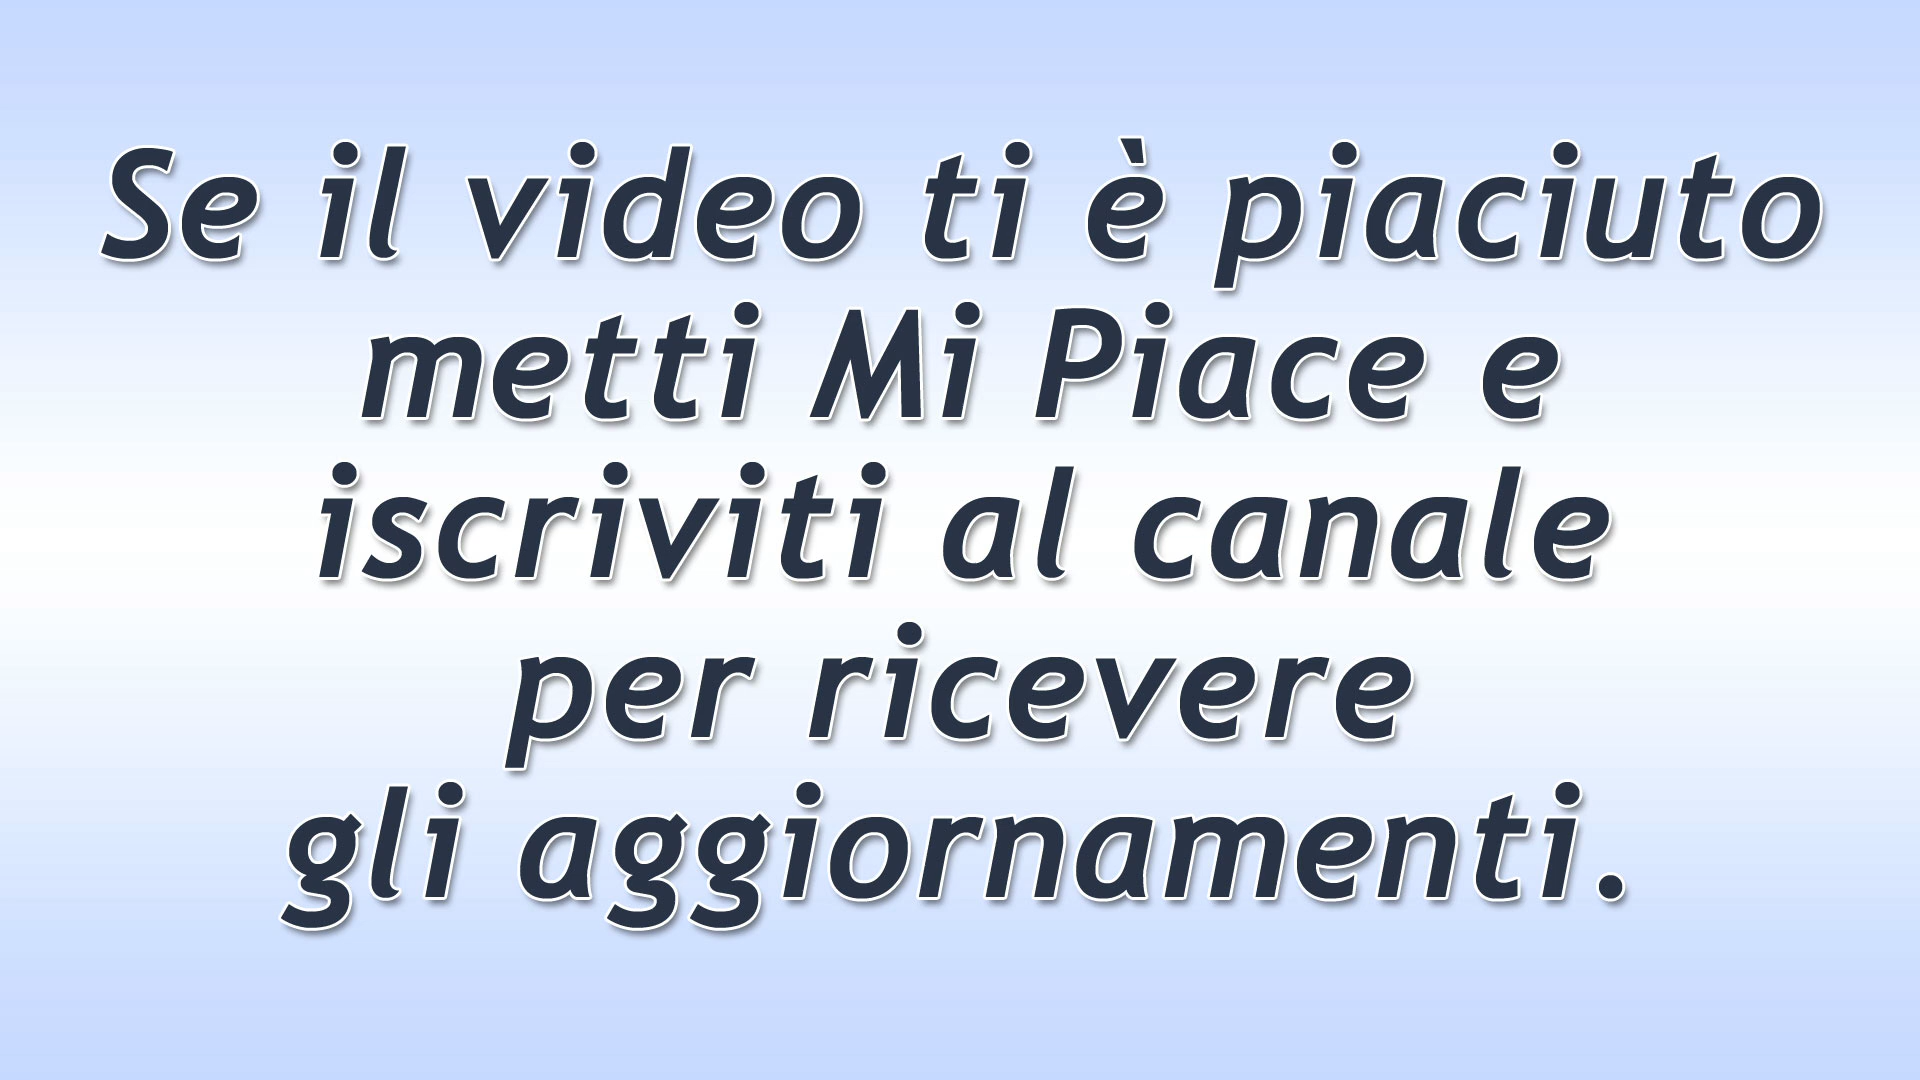 Se il video ti è piaciuto
metti Mi Piace e
iscriviti al canale
per ricevere
gli aggiornamenti.